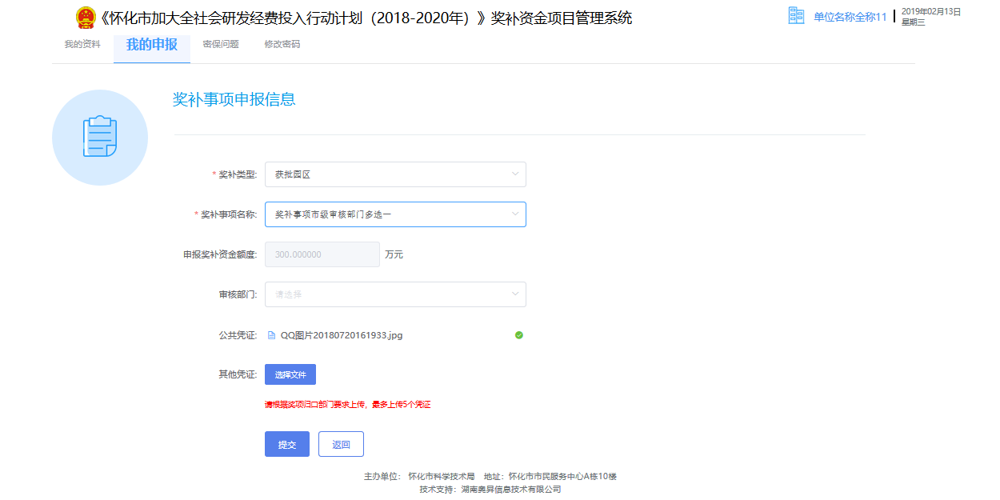 《怀化市加大全社会研发经费投入行动计划（2018-2020年）》奖补资金项目管理系统
单位名称全称11
2019年02月13日
星期三
我的资料 我的申报 密保问题 修改密码
奖补事项申报信息
* 奖补类型: 获批园区
* 奖补事项名称: 奖补事项市级审核部门多选一
申报奖补资金额度: 300.000000 万元
审核部门: 请选择
公共凭证: QQ图片20180720161933.jpg
其他凭证: 选择文件
请根据奖项归口部门要求上传，最多上传5个凭证
提交 返回
主办单位： 怀化市科学技术局 地址：怀化市市民服务中心A栋10楼
技术支持：湖南奥昇信息技术有限公司